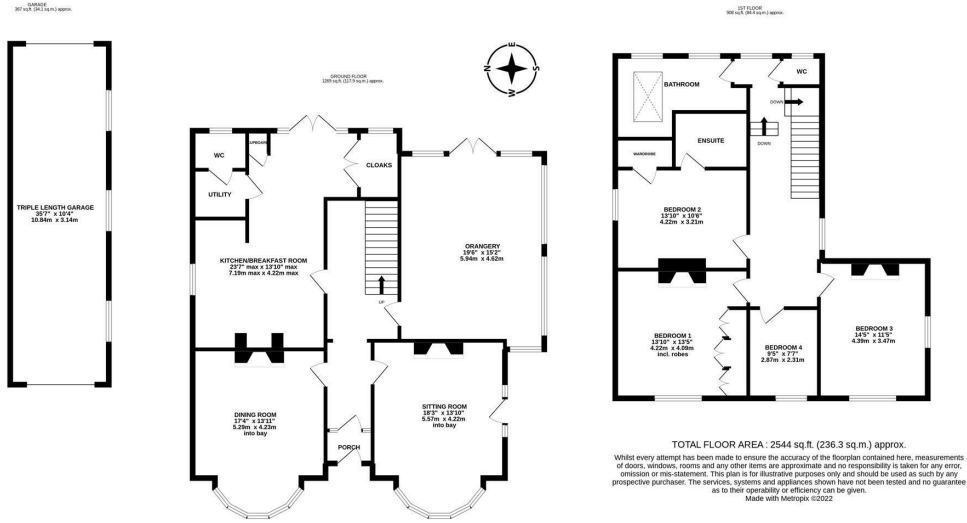 GARAGE
367 sq.ft. (34.1 sq.m.) approx.
TRIPLE LENGTH GARAGE
35'7" x 10'4"
10.84m x 3.14m
GROUND FLOOR
1269 sq.ft. (117.9 sq.m.) approx.
N
E
S
W
WC
CUPBOARD
CLOAKS
UTILITY
KITCHEN/BREAKFAST ROOM
23'7" max x 13'10" max
7.19m max x 4.22m max
UP
ORANGERY
19'6" x 15'2"
5.94m x 4.62m
DINING ROOM
17'4" x 13'11"
5.29m x 4.23m
into bay
PORCH
SITTING ROOM
18'3" x 13'10"
5.57m x 4.22m
into bay
1ST FLOOR
908 sq.ft. (84.4 sq.m.) approx.
BATHROOM
WC
DOWN
DOWN
ENSUITE
WARDROBE
BEDROOM 2
13'10" x 10'6"
4.22m x 3.21m
BEDROOM 1
13'10" x 13'5"
4.22m x 4.09m
incl. robes
BEDROOM 4
9'5" x 7'7"
2.87m x 2.31m
BEDROOM 3
14'5" x 11'5"
4.39m x 3.47m
TOTAL FLOOR AREA : 2544 sq.ft. (236.3 sq.m.) approx.
Whilst every attempt has been made to ensure the accuracy of the floorplan contained here, measurements
of doors, windows, rooms and any other items are approximate and no responsibility is taken for any error,
omission or mis-statement. This plan is for illustrative purposes only and should be used as such by any
prospective purchaser. The services, systems and appliances shown have not been tested and no guarantee
as to their operability or efficiency can be given.
Made with Metropix ©2022